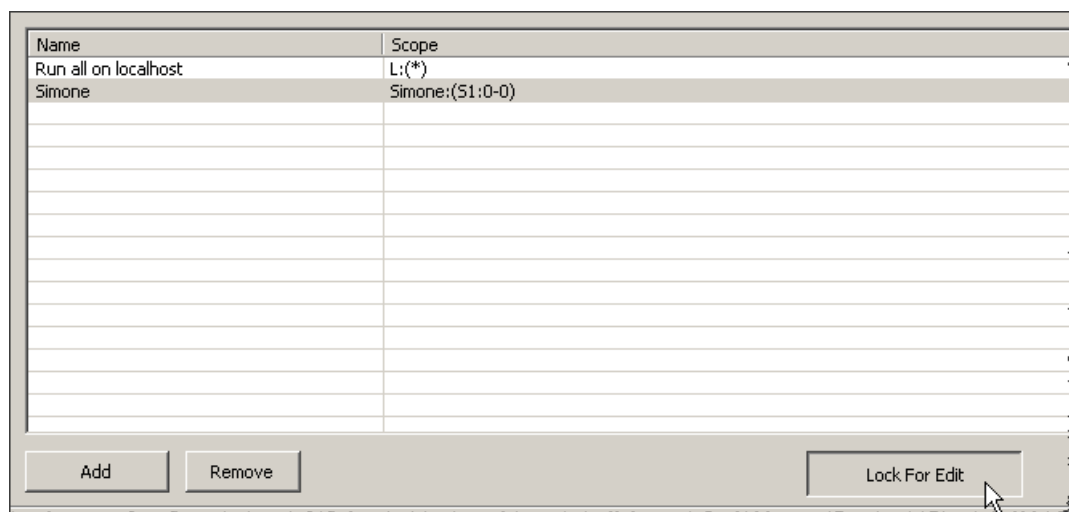 Name Scope
Run all on localhost L:(*)
Simone Simone:(S1:0-0)
Add Remove Lock For Edit